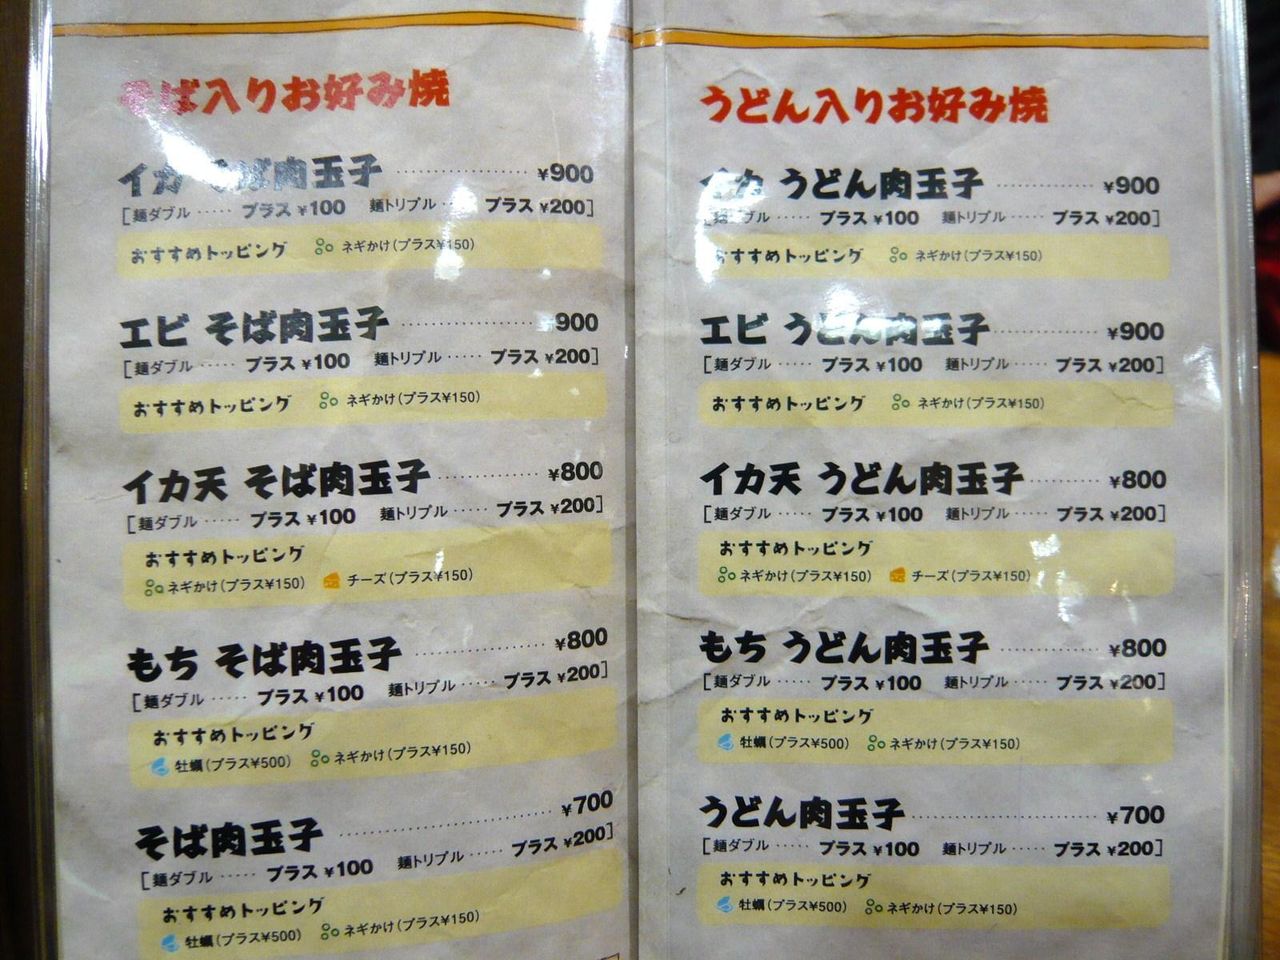 そば入りお好み焼
イカ そば肉玉子 ‥‥‥‥‥‥ ¥900
[麺ダブル ‥‥‥ プラス ¥100 麺トリプル ‥‥‥ プラス ¥200]
おすすめトッピング ネギかけ(プラス¥150)
エビ そば肉玉子 ‥‥‥‥‥‥ ¥900
[麺ダブル ‥‥‥ プラス ¥100 麺トリプル ‥‥‥ プラス ¥200]
おすすめトッピング ネギかけ(プラス¥150)
イカ天 そば肉玉子 ‥‥‥‥‥‥ ¥800
[麺ダブル ‥‥‥ プラス ¥100 麺トリプル ‥‥‥ プラス ¥200]
おすすめトッピング
ネギかけ(プラス¥150) チーズ(プラス¥150)
もち そば肉玉子 ‥‥‥‥‥‥ ¥800
[麺ダブル ‥‥‥ プラス ¥100 麺トリプル ‥‥‥ プラス ¥200]
おすすめトッピング
牡蠣(プラス¥500) ネギかけ(プラス¥150)
そば肉玉子 ‥‥‥‥‥‥ ¥700
[麺ダブル ‥‥‥ プラス ¥100 麺トリプル ‥‥‥ プラス ¥200]
おすすめトッピング
牡蠣(プラス¥500) ネギかけ(プラス¥150)
うどん入りお好み焼
イカ うどん肉玉子 ‥‥‥‥‥‥ ¥900
[麺ダブル ‥‥‥ プラス ¥100 麺トリプル ‥‥‥ プラス ¥200]
おすすめトッピング ネギかけ(プラス¥150)
エビ うどん肉玉子 ‥‥‥‥‥‥ ¥900
[麺ダブル ‥‥‥ プラス ¥100 麺トリプル ‥‥‥ プラス ¥200]
おすすめトッピング ネギかけ(プラス¥150)
イカ天 うどん肉玉子 ‥‥‥‥‥‥ ¥800
[麺ダブル ‥‥‥ プラス ¥100 麺トリプル ‥‥‥ プラス ¥200]
おすすめトッピング
ネギかけ(プラス¥150) チーズ(プラス¥150)
もち うどん肉玉子 ‥‥‥‥‥‥ ¥800
[麺ダブル ‥‥‥ プラス ¥100 麺トリプル ‥‥‥ プラス ¥200]
おすすめトッピング
牡蠣(プラス¥500) ネギかけ(プラス¥150)
うどん肉玉子 ‥‥‥‥‥‥ ¥700
[麺ダブル ‥‥‥ プラス ¥100 麺トリプル ‥‥‥ プラス ¥200]
おすすめトッピング
牡蠣(プラス¥500) ネギかけ(プラス¥150)